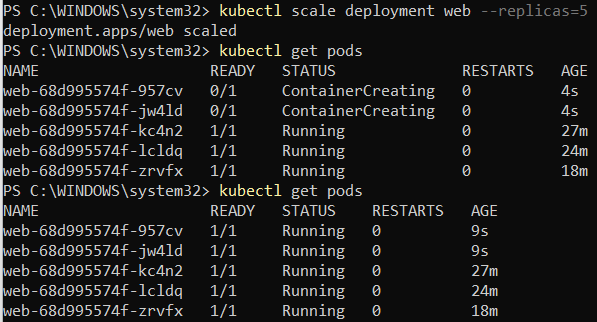 PS C:\WINDOWS\system32> kubectl scale deployment web --replicas=5
deployment.apps/web scaled
PS C:\WINDOWS\system32> kubectl get pods
NAME                   READY   STATUS              RESTARTS   AGE
web-68d995574f-957cv   0/1     ContainerCreating   0          4s
web-68d995574f-jw4ld   0/1     ContainerCreating   0          4s
web-68d995574f-kc4n2   1/1     Running             0          27m
web-68d995574f-lcldq   1/1     Running             0          24m
web-68d995574f-zrvfx   1/1     Running             0          18m
PS C:\WINDOWS\system32> kubectl get pods
NAME                   READY   STATUS    RESTARTS   AGE
web-68d995574f-957cv   1/1     Running   0          9s
web-68d995574f-jw4ld   1/1     Running   0          9s
web-68d995574f-kc4n2   1/1     Running   0          27m
web-68d995574f-lcldq   1/1     Running   0          24m
web-68d995574f-zrvfx   1/1     Running   0          18m